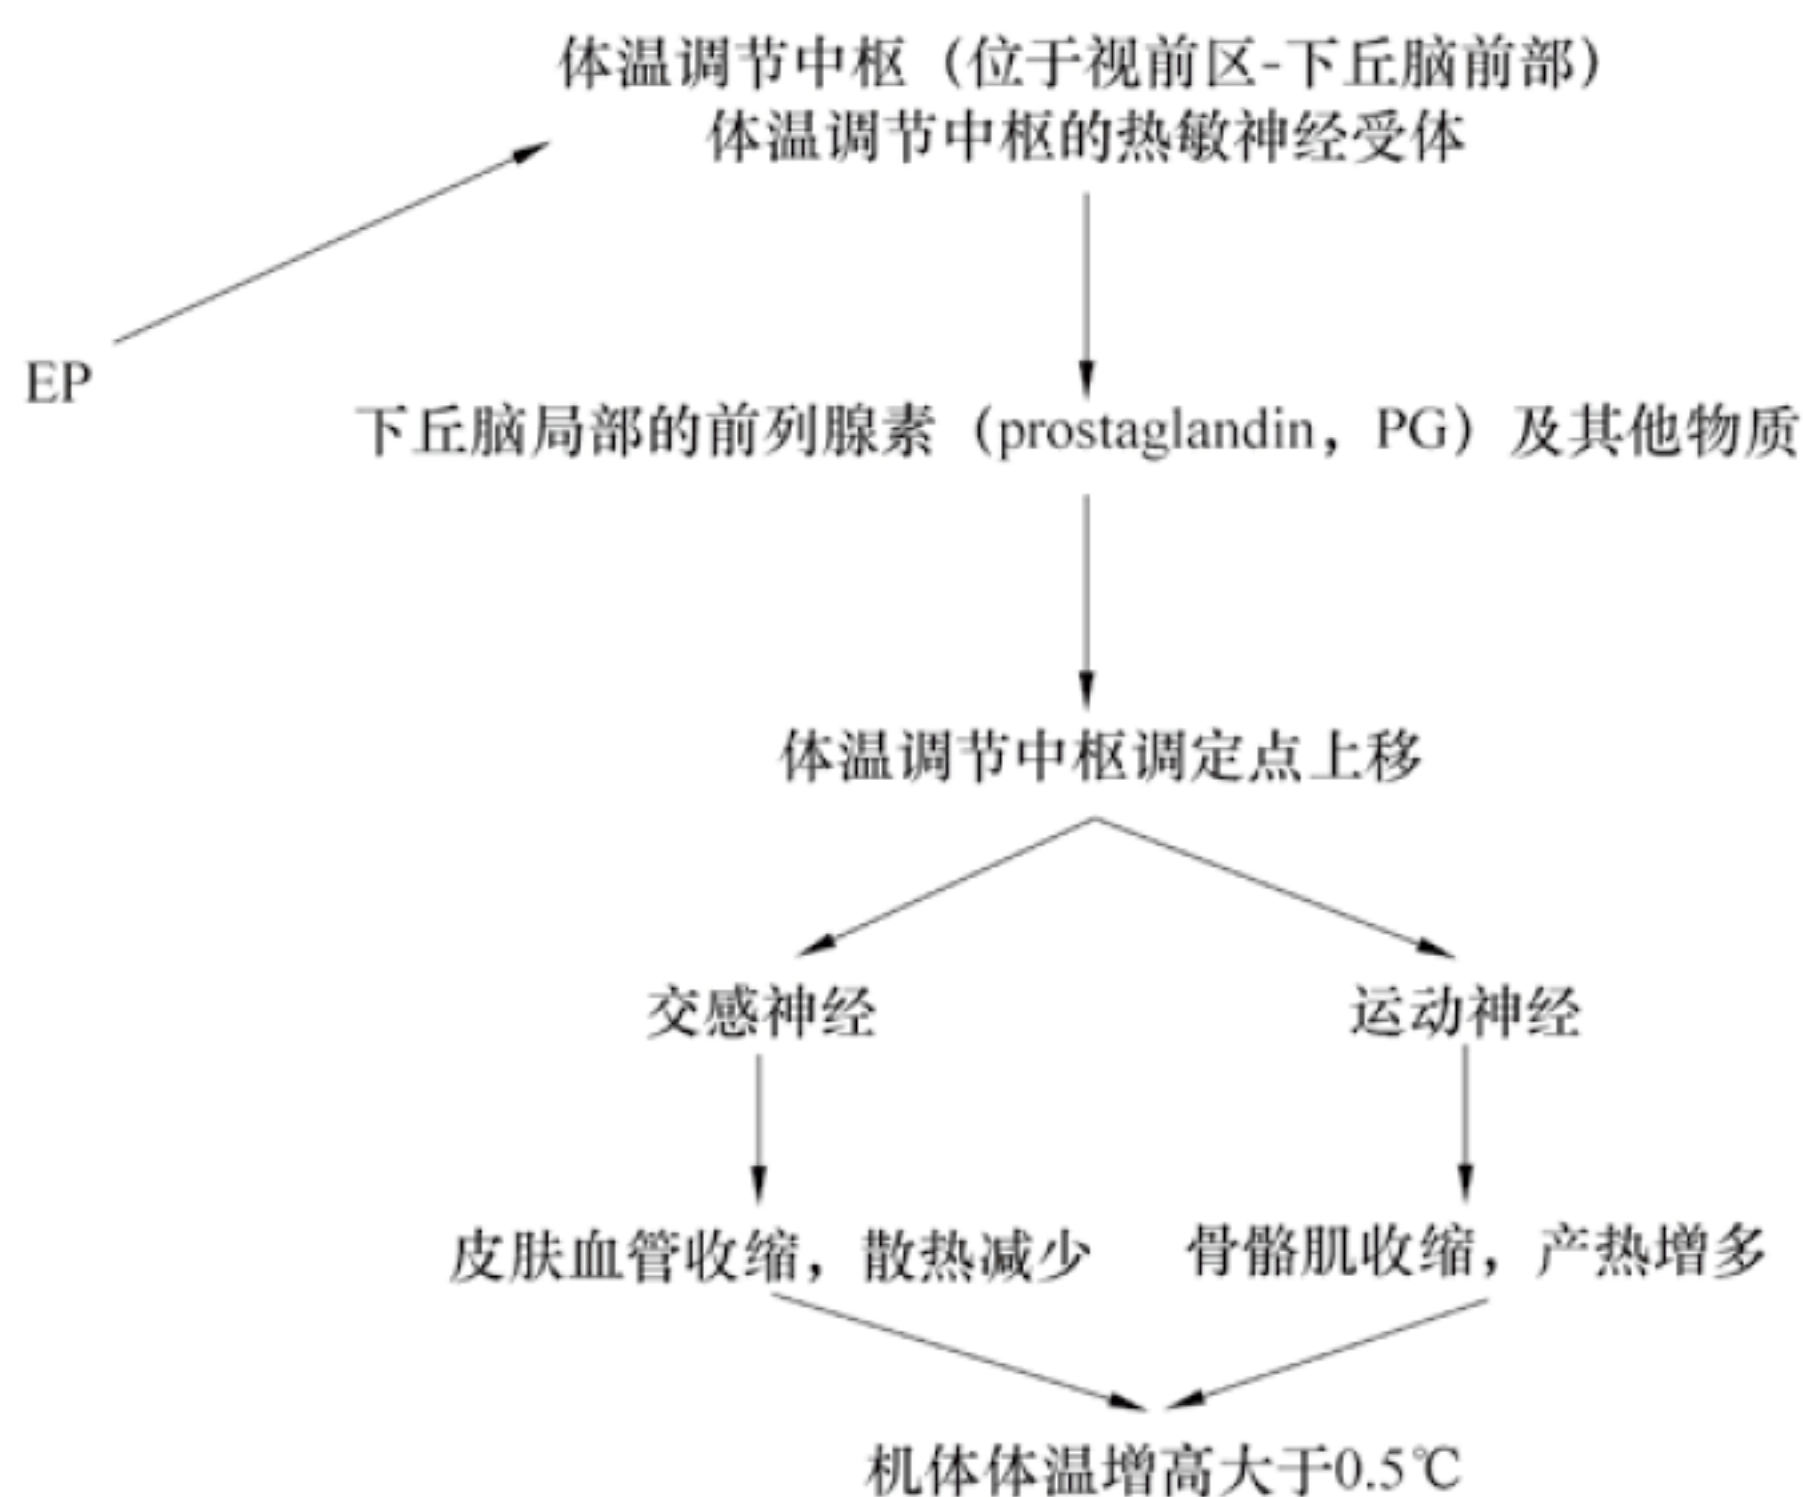 体温调节中枢（位于视前区-下丘脑前部）
体温调节中枢的热敏神经受体
EP
下丘脑局部的前列腺素（prostaglandin，PG）及其他物质
体温调节中枢调定点上移
交感神经
运动神经
皮肤血管收缩，散热减少
骨骼肌收缩，产热增多
机体体温增高大于0.5℃